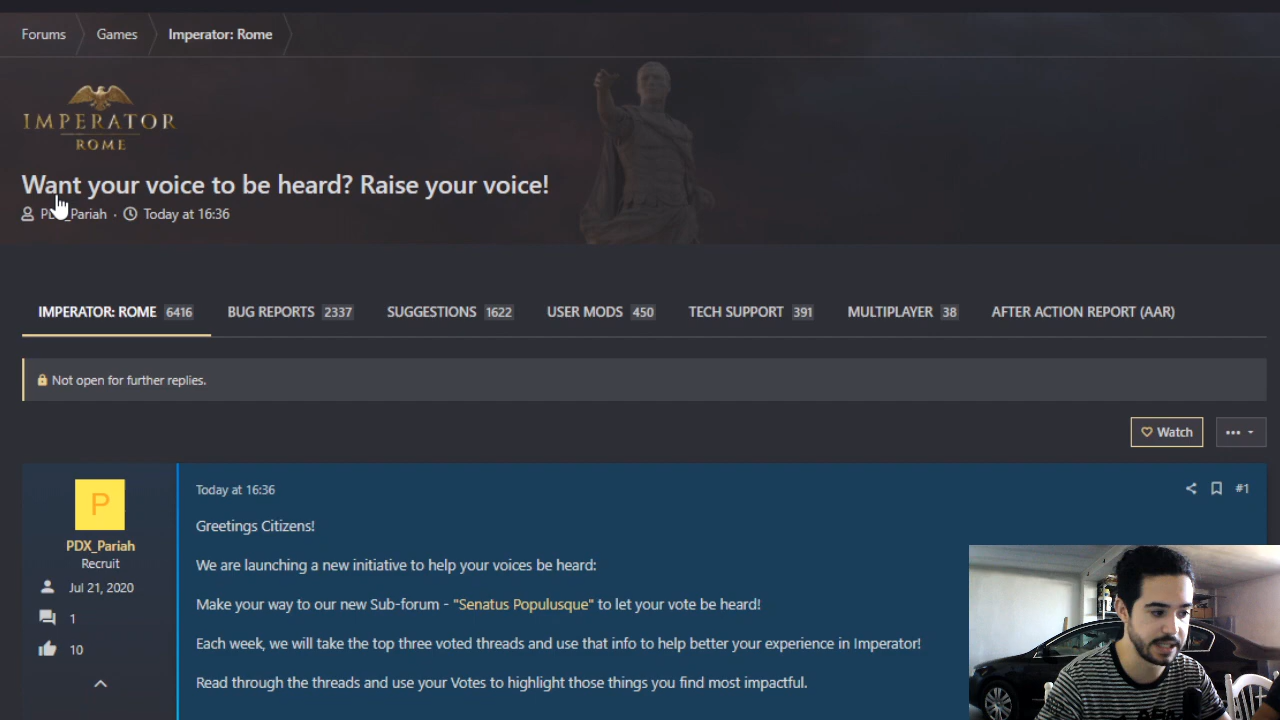 Forums Games Imperator: Rome
IMPERATOR
ROME
Want your voice to be heard? Raise your voice!
PDX_Pariah · Today at 16:36
IMPERATOR: ROME 6416 BUG REPORTS 2337 SUGGESTIONS 1622 USER MODS 450 TECH SUPPORT 391 MULTIPLAYER 38 AFTER ACTION REPORT (AAR)
Not open for further replies.
Watch
P
PDX_Pariah
Recruit
Jul 21, 2020
1
10
Today at 16:36 #1
Greetings Citizens!
We are launching a new initiative to help your voices be heard:
Make your way to our new Sub-forum - "Senatus Populusque" to let your vote be heard!
Each week, we will take the top three voted threads and use that info to help better your experience in Imperator!
Read through the threads and use your Votes to highlight those things you find most impactful.